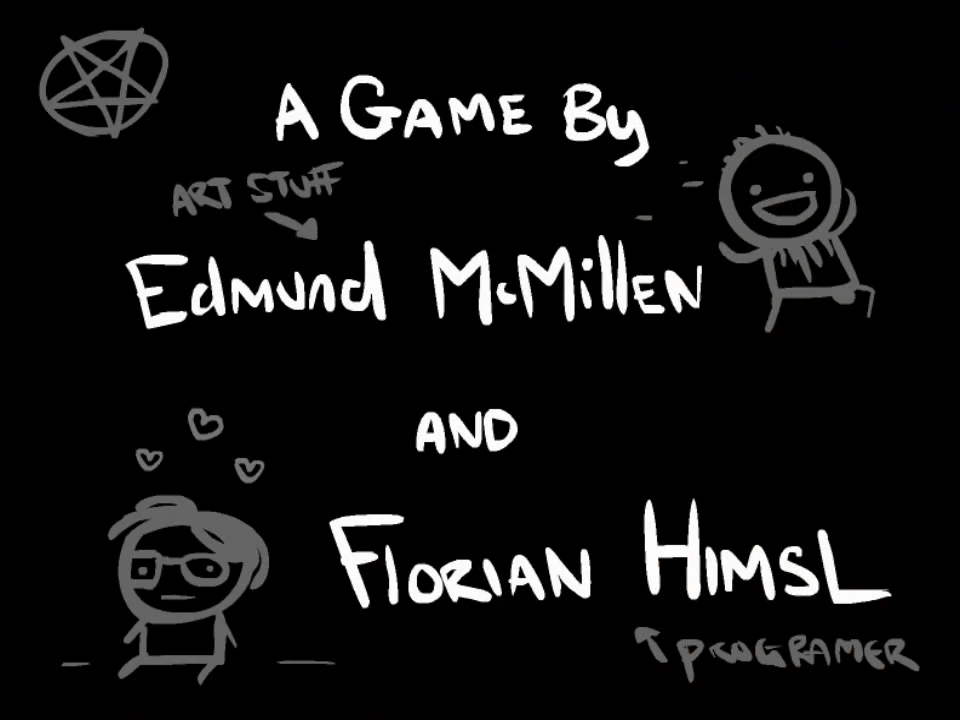 A GAME By
ART STUFF
Edmund McMillEN
AND
FlORIAN HIMSL
PROGRAMER